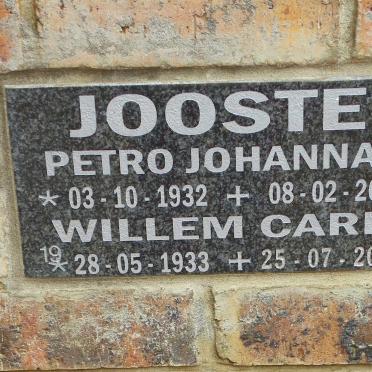 JOOSTE
PETRO JOHANNA
* 03-10-1932 + 08-02-20
WILLEM CAR
19
* 28-05-1933 + 25-07-20